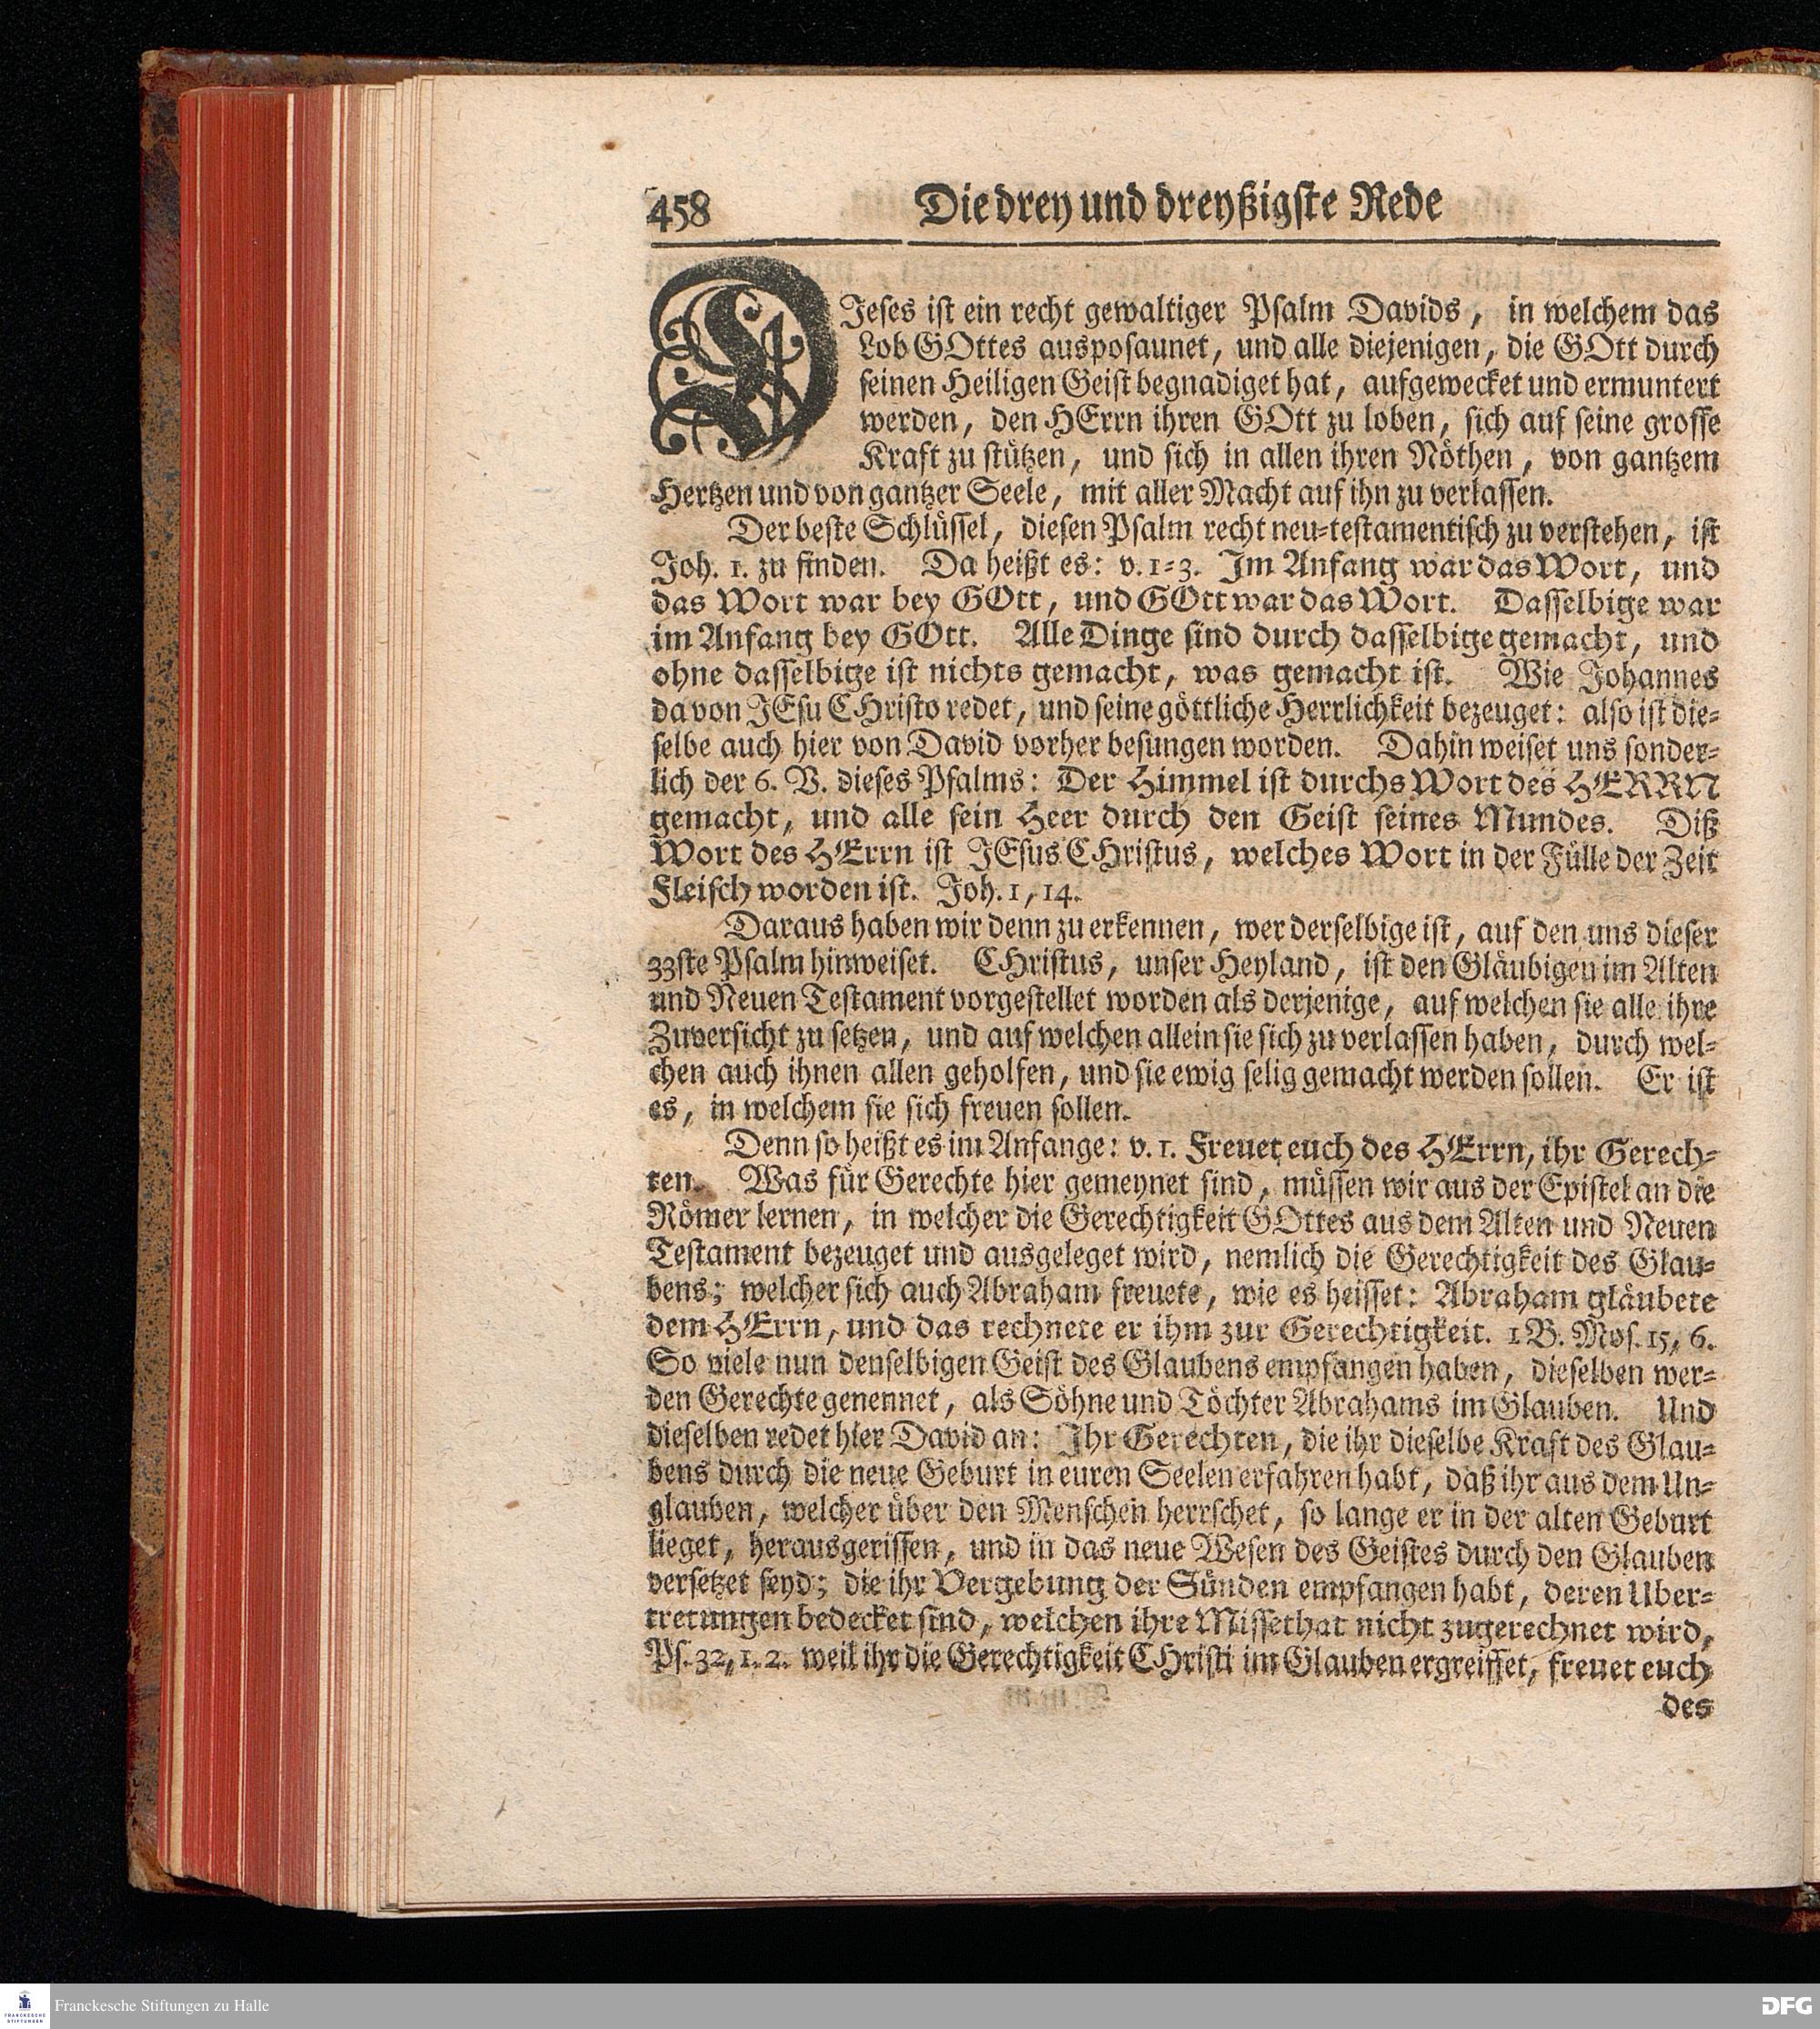 458 Die drey und dreyßigste Rede
DIeses ist ein recht gewaltiger Psalm Davids, in welchem das
Lob GOttes ausposaunet, und alle diejenigen, die GOtt durch
seinen Heiligen Geist begnadiget hat, aufgewecket und ermuntert
werden, den HErrn ihren GOtt zu loben, sich auf seine grosse
Kraft zu stützen, und sich in allen ihren Nöthen, von gantzem
Hertzen und von gantzer Seele, mit aller Macht auf ihn zu verlassen.
Der beste Schlüssel, diesen Psalm recht neu-testamentisch zu verstehen, ist
Joh. 1. zu finden. Da heißt es: v. 1-3. Im Anfang war das Wort, und
das Wort war bey GOtt, und GOtt war das Wort. Dasselbige war
im Anfang bey GOtt. Alle Dinge sind durch dasselbige gemacht, und
ohne dasselbige ist nichts gemacht, was gemacht ist. Wie Johannes
da von JEsu CHristo redet, und seine göttliche Herrlichkeit bezeuget: also ist die-
selbe auch hier von David vorher besungen worden. Dahin weiset uns sonder-
lich der 6. V. dieses Psalms: Der Himmel ist durchs Wort des HERRN
gemacht, und alle sein Heer durch den Geist seines Mundes. Diß
Wort des HErrn ist JEsus CHristus, welches Wort in der Fülle der Zeit
Fleisch worden ist. Joh. 1, 14.
Daraus haben wir denn zu erkennen, wer derselbige ist, auf den uns dieser
33ste Psalm hinweiset. CHristus, unser Heyland, ist den Gläubigen im Alten
und Neuen Testament vorgestellet worden als derjenige, auf welchen sie alle ihre
Zuversicht zu setzen, und auf welchen allein sie sich zu verlassen haben, durch wel-
chen auch ihnen allen geholfen, und sie ewig selig gemacht werden sollen. Er ist
es, in welchem sie sich freuen sollen.
Denn so heißt es im Anfange: v. 1. Freuet euch des HErrn, ihr Gerech-
ten. Was für Gerechte hier gemeynet sind, müssen wir aus der Epistel an die
Römer lernen, in welcher die Gerechtigkeit GOttes aus dem Alten und Neuen
Testament bezeuget und ausgeleget wird, nemlich die Gerechtigkeit des Glau-
bens; welcher sich auch Abraham freuete, wie es heisset: Abraham gläubete
dem HErrn, und das rechnete er ihm zur Gerechtigkeit. 1 B. Mos. 15, 6.
So viele nun denselbigen Geist des Glaubens empfangen haben, dieselben wer-
den Gerechte genennet, als Söhne und Töchter Abrahams im Glauben. Und
dieselben redet hier David an: Ihr Gerechten, die ihr dieselbe Kraft des Glau-
bens durch die neue Geburt in euren Seelen erfahren habt, daß ihr aus dem Un-
glauben, welcher über den Menschen herrschet, so lange er in der alten Geburt
lieget, herausgerissen, und in das neue Wesen des Geistes durch den Glauben
versetzet seyd; die ihr Vergebung der Sünden empfangen habt, deren Uber-
tretungen bedecket sind, welchen ihre Missethat nicht zugerechnet wird,
Ps. 32, 1. 2. weil ihr die Gerechtigkeit CHristi im Glauben ergreiffet, freuet euch
des
FRANCKESCHE
STIFTUNGEN
Franckesche Stiftungen zu Halle
DFG